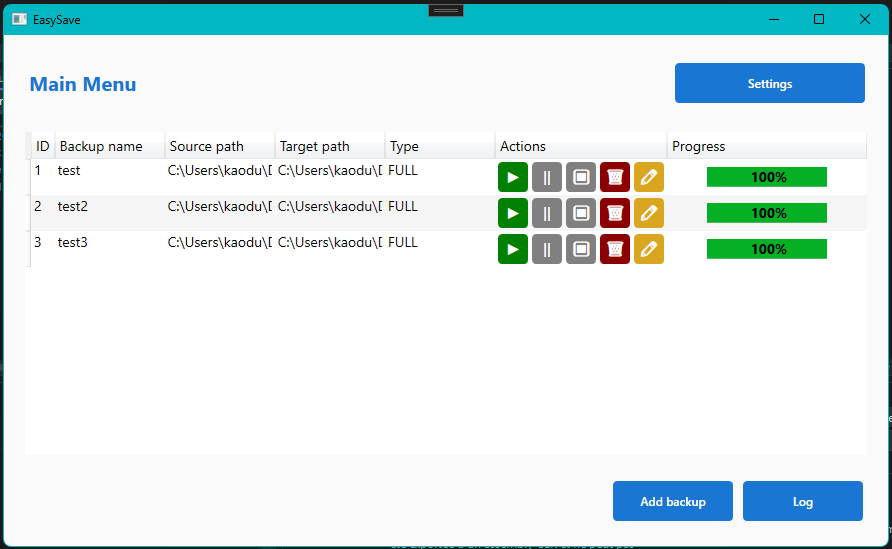 EasySave
Main Menu
Settings
ID Backup name Source path Target path Type Actions Progress
1 test C:\Users\kaodu\[ C:\Users\kaodu\[ FULL 100%
2 test2 C:\Users\kaodu\[ C:\Users\kaodu\[ FULL 100%
3 test3 C:\Users\kaodu\[ C:\Users\kaodu\[ FULL 100%
Add backup Log